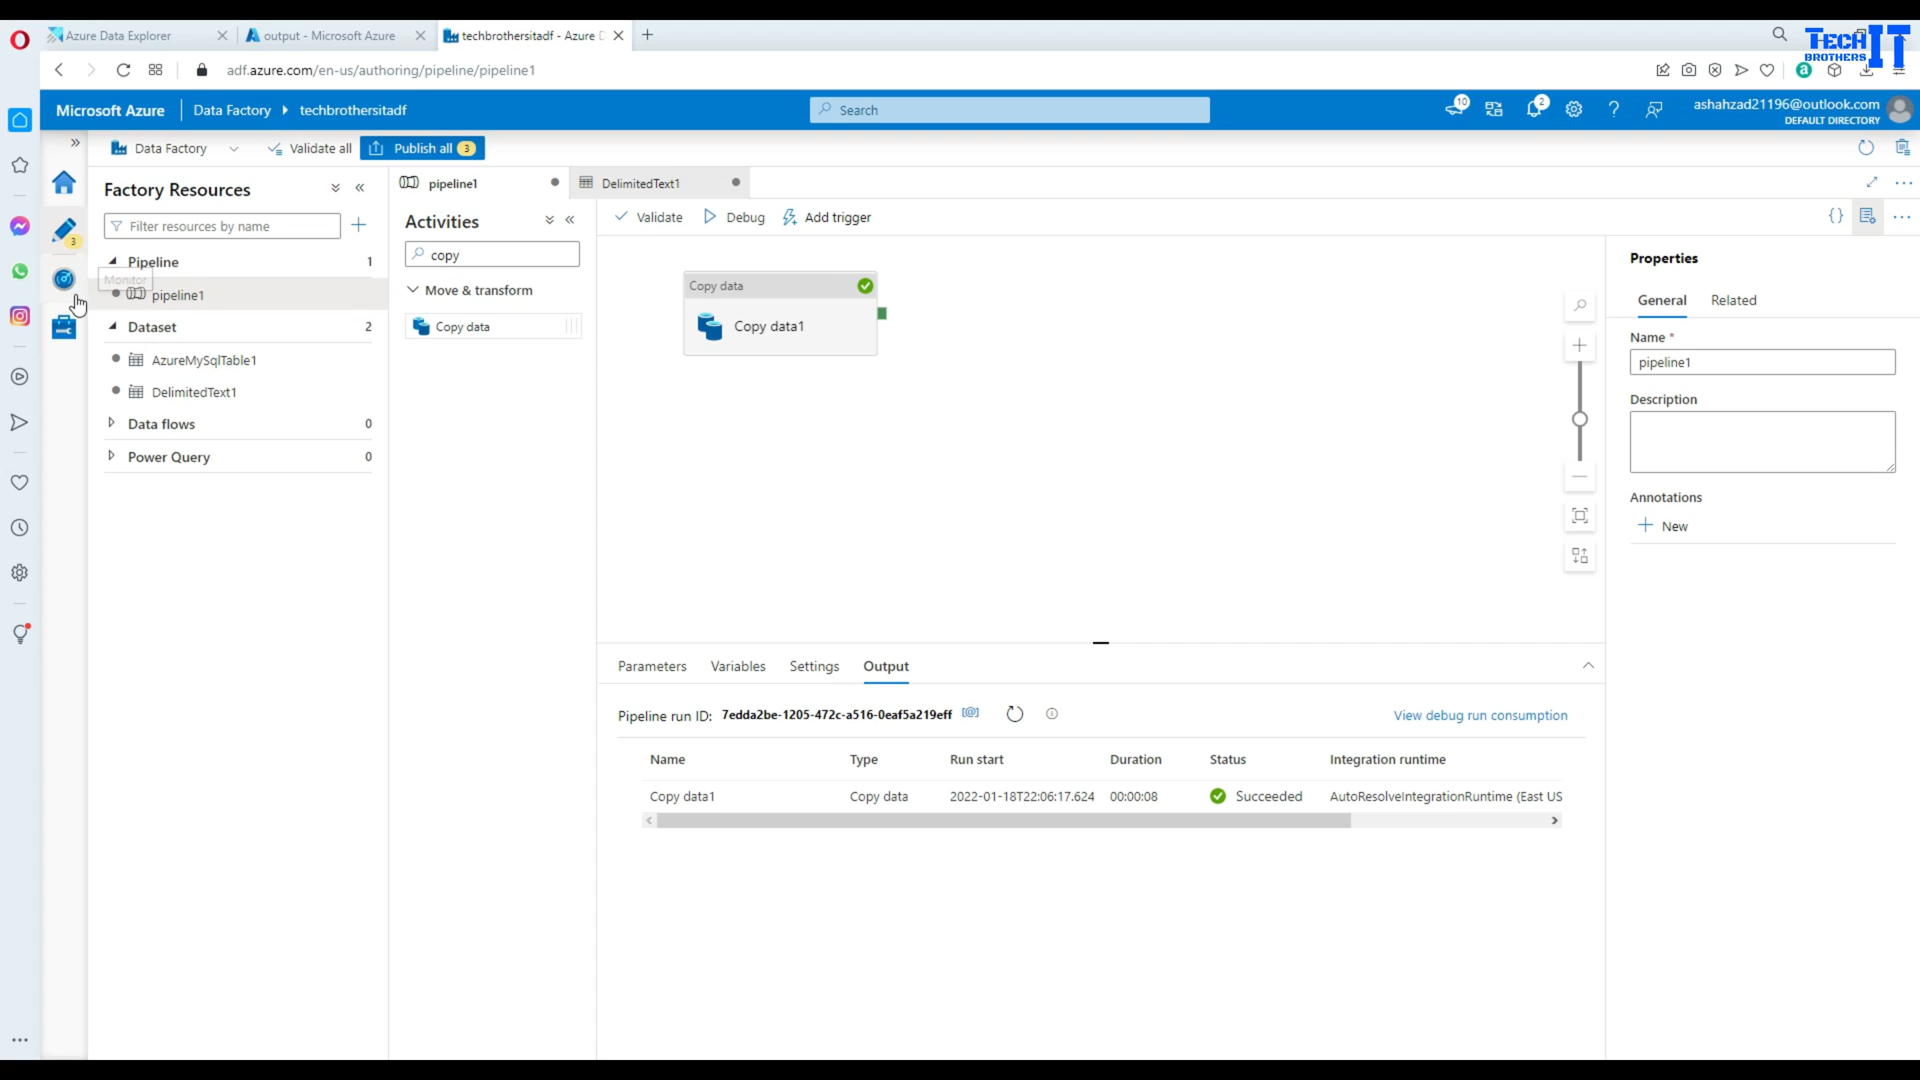 Azure Data Explorer
output - Microsoft Azure
techbrothersitadf - Azure D
TECH IT
BROTHERS
adf.azure.com/en-us/authoring/pipeline/pipeline1
a
Microsoft Azure
Data Factory
techbrothersitadf
Search
10
2
?
ashahzad21196@outlook.com
DEFAULT DIRECTORY
Data Factory
Validate all
Publish all 3
Factory Resources
Filter resources by name
3
Pipeline 1
Monitor
pipeline1
Dataset 2
AzureMySqlTable1
DelimitedText1
Data flows 0
Power Query 0
pipeline1
DelimitedText1
Activities
copy
Move & transform
Copy data
Validate
Debug
Add trigger
{}
Copy data
Copy data1
Properties
General
Related
Name *
pipeline1
Description
Annotations
New
Parameters
Variables
Settings
Output
Pipeline run ID: 7edda2be-1205-472c-a516-0eaf5a219eff [@]
View debug run consumption
Name Type Run start Duration Status Integration runtime
Copy data1 Copy data 2022-01-18T22:06:17.624 00:00:08 Succeeded AutoResolveIntegrationRuntime (East US